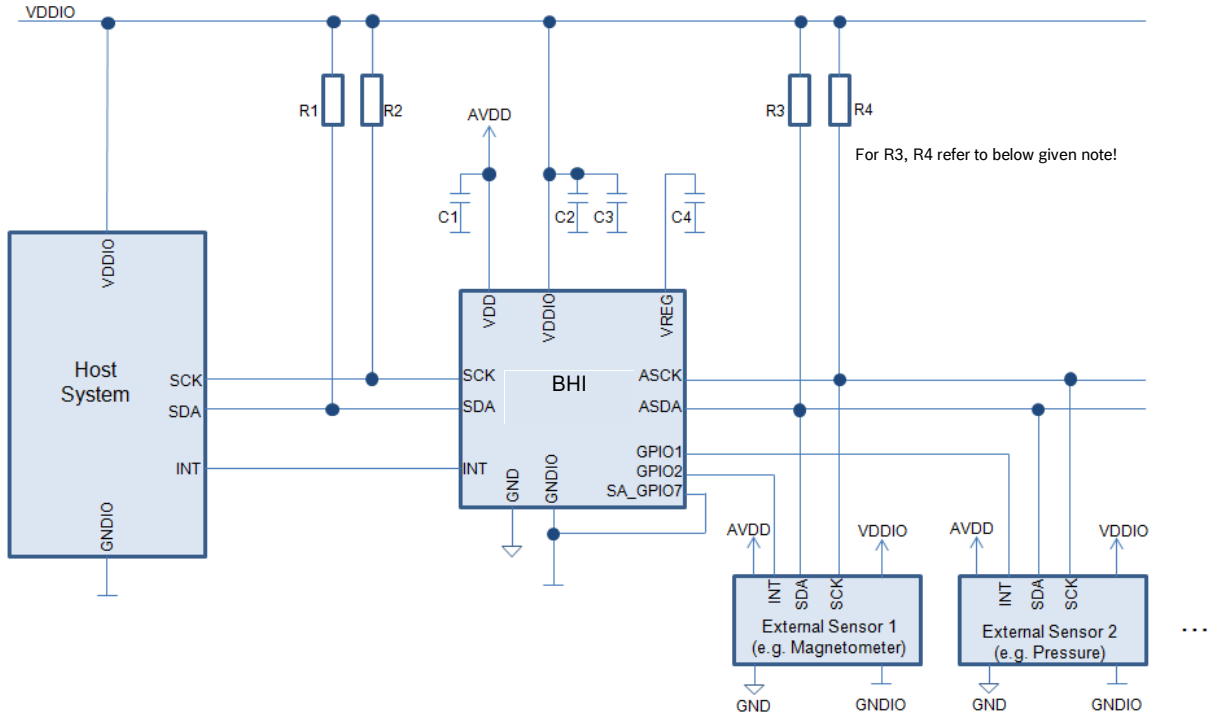 VDDIO
R1
R2
R3
R4
AVDD
For R3, R4 refer to below given note!
C1
C2
C3
C4
VDDIO
Host
System
SCK
SDA
INT
GNDIO
VDD
VDDIO
VREG
SCK
BHI
ASCK
SDA
ASDA
GPIO1
INT
GPIO2
SA_GPIO7
GND
GNDIO
AVDD
VDDIO
AVDD
VDDIO
INT
SDA
SCK
INT
SDA
SCK
External Sensor 1
(e.g. Magnetometer)
External Sensor 2
(e.g. Pressure)
...
GND
GNDIO
GND
GNDIO